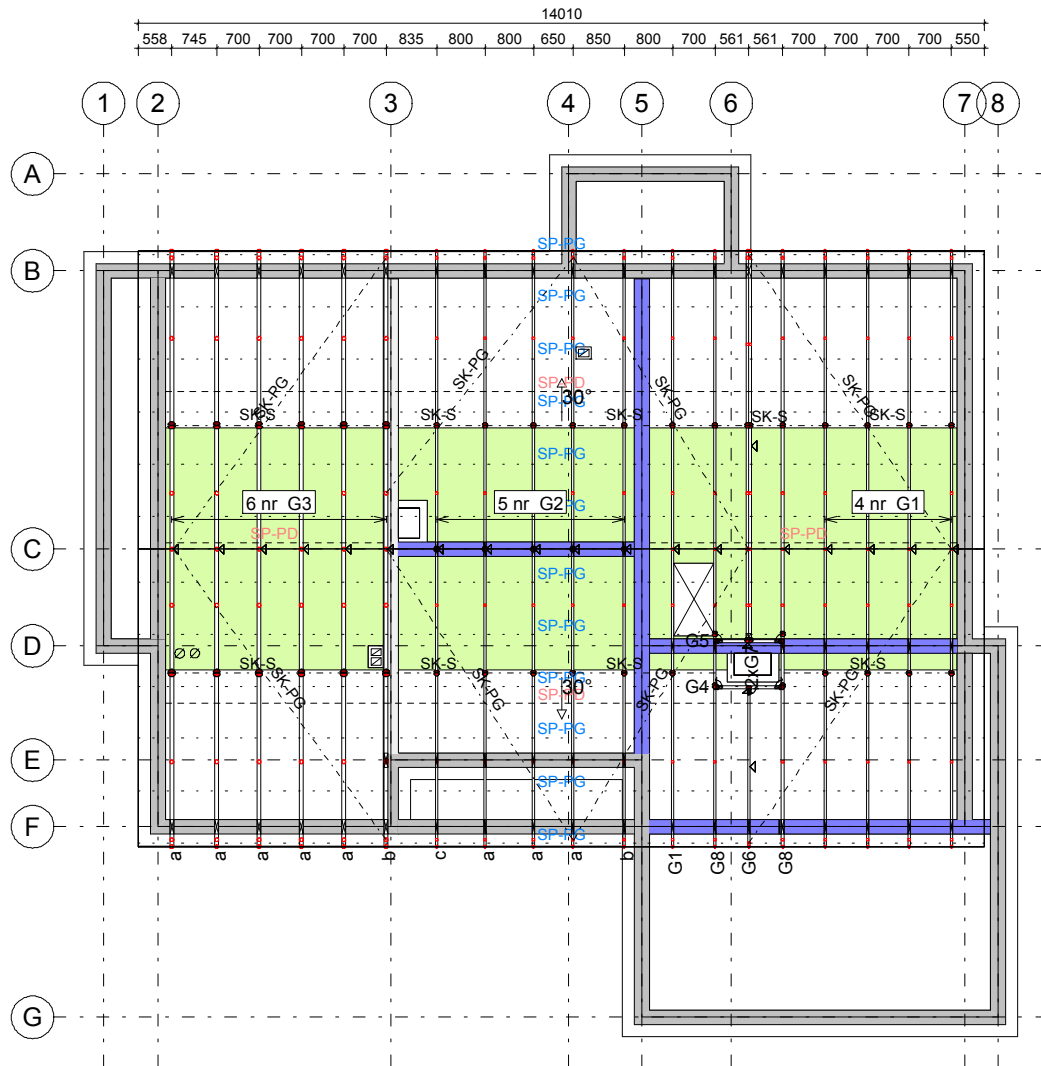 14010
558 745 700 700 700 700 835 800 800 650 850 800 700 561 561 700 700 700 700 550
1 2 3 4 5 6 7 8
A
SP-PG
B
SP-PG
SP-PG
SK-PG
SK-PG
SK-PG
SK-PG
SP-PD
30°
SP-PG
SK-S SK-S SK-S SK-S SK-S
SP-PG
6 nr G3
5 nr G2
4 nr G1
SP-PG
SP-PD
SP-PD
C
SP-PG
SP-PG
D
G5
SK-S SK-S SK-S SK-S
SK-PG
SK-PG
SK-PG
SK-PG
SP-PG
30°
G4
SP-PD
SP-PG
E
SP-PG
F
SP-PG
a a a a a b c a a a b G1 G8 G6 G8
G